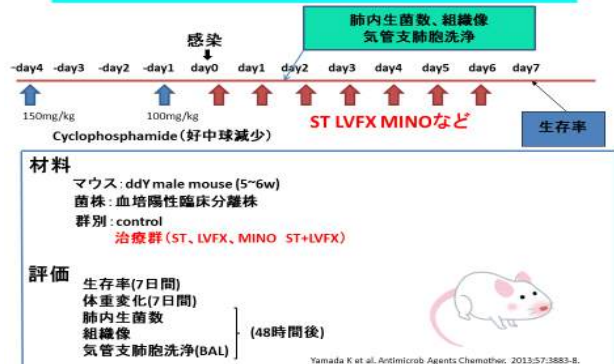 肺内生菌数、組織像
気管支肺胞洗浄
感染
-day4 -day3 -day2 -day1 day0 day1 day2 day3 day4 day5 day6 day7
150mg/kg 100mg/kg
ST LVFX MINOなど
生存率
Cyclophosphamide(好中球減少)
材料
マウス:ddY male mouse (5~6w)
菌株:血培陽性臨床分離株
群別:control
治療群(ST、LVFX、MINO ST+LVFX)
評価
生存率(7日間)
体重変化(7日間)
肺内生菌数
組織像
(48時間後)
気管支肺胞洗浄(BAL)
Yamada K et al. Antimicrob Agents Chemother. 2013;57:3883-8.